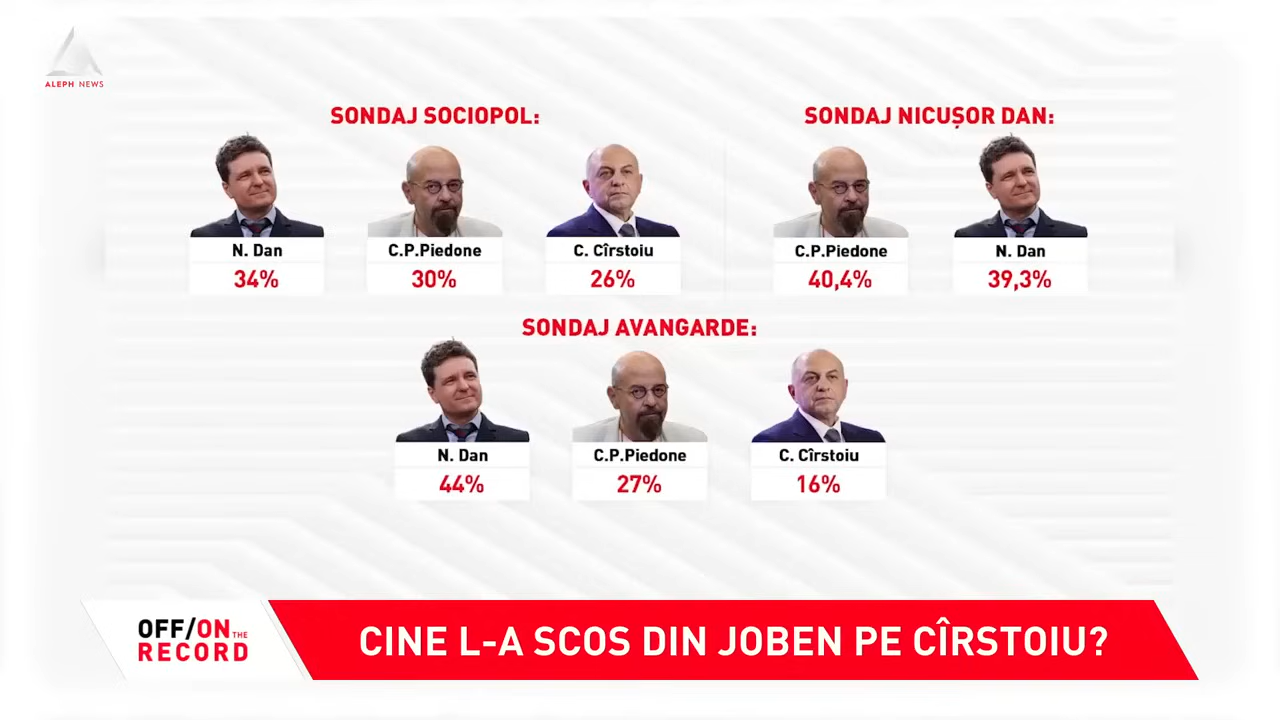 ALEPH NEWS
SONDAJ SOCIOPOL:
N. Dan
34%
C.P.Piedone
30%
C. Cîrstoiu
26%
SONDAJ NICUȘOR DAN:
C.P.Piedone
40,4%
N. Dan
39,3%
SONDAJ AVANGARDE:
N. Dan
44%
C.P.Piedone
27%
C. Cîrstoiu
16%
OFF/ON THE
RECORD
CINE L-A SCOS DIN JOBEN PE CÎRSTOIU?